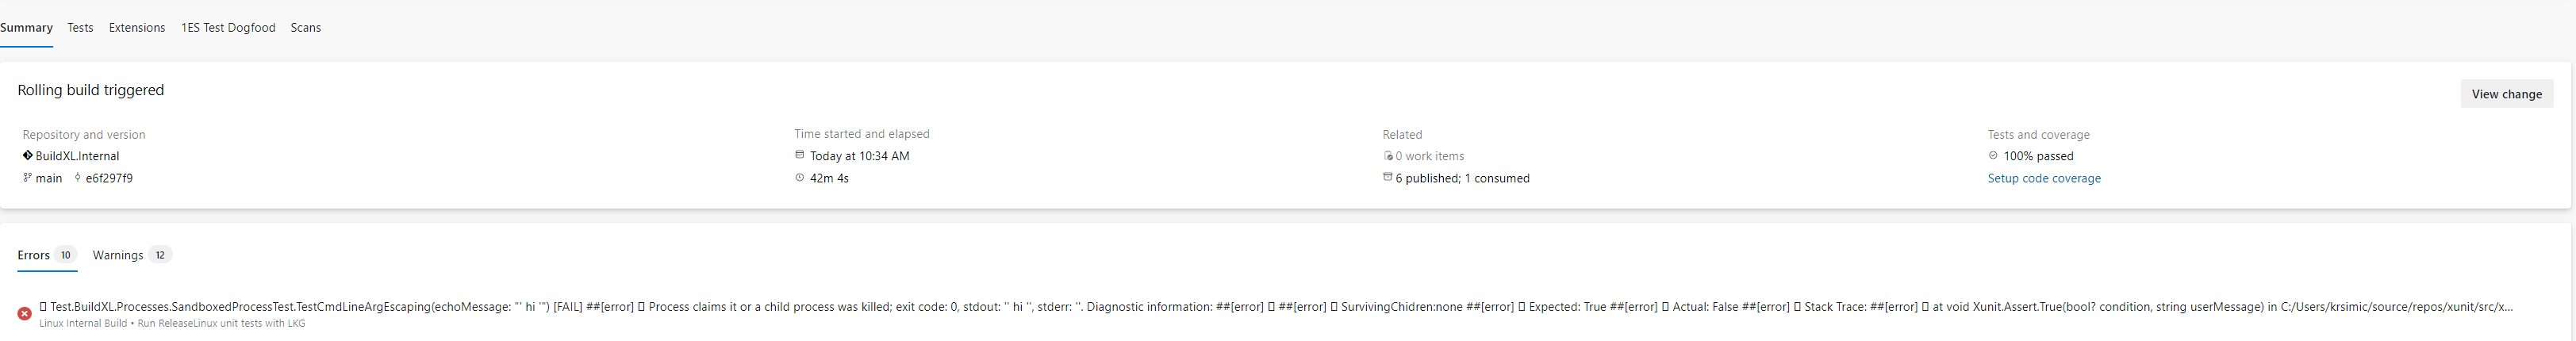 Summary Tests Extensions 1ES Test Dogfood Scans
Rolling build triggered
View change
Repository and version
BuildXL.Internal
main e6f297f9
Time started and elapsed
Today at 10:34 AM
42m 4s
Related
0 work items
6 published; 1 consumed
Tests and coverage
100% passed
Setup code coverage
Errors 10 Warnings 12
▯ Test.BuildXL.Processes.SandboxedProcessTest.TestCmdLineArgEscaping(echoMessage: "' hi '") [FAIL] ##[error] ▯ Process claims it or a child process was killed; exit code: 0, stdout: '' hi '', stderr: ''. Diagnostic information: ##[error] ▯ ##[error] ▯ SurvivingChidren:none ##[error] ▯ Expected: True ##[error] ▯ Actual: False ##[error] ▯ Stack Trace: ##[error] ▯ at void Xunit.Assert.True(bool? condition, string userMessage) in C:/Users/krsimic/source/repos/xunit/src/x...
Linux Internal Build • Run ReleaseLinux unit tests with LKG